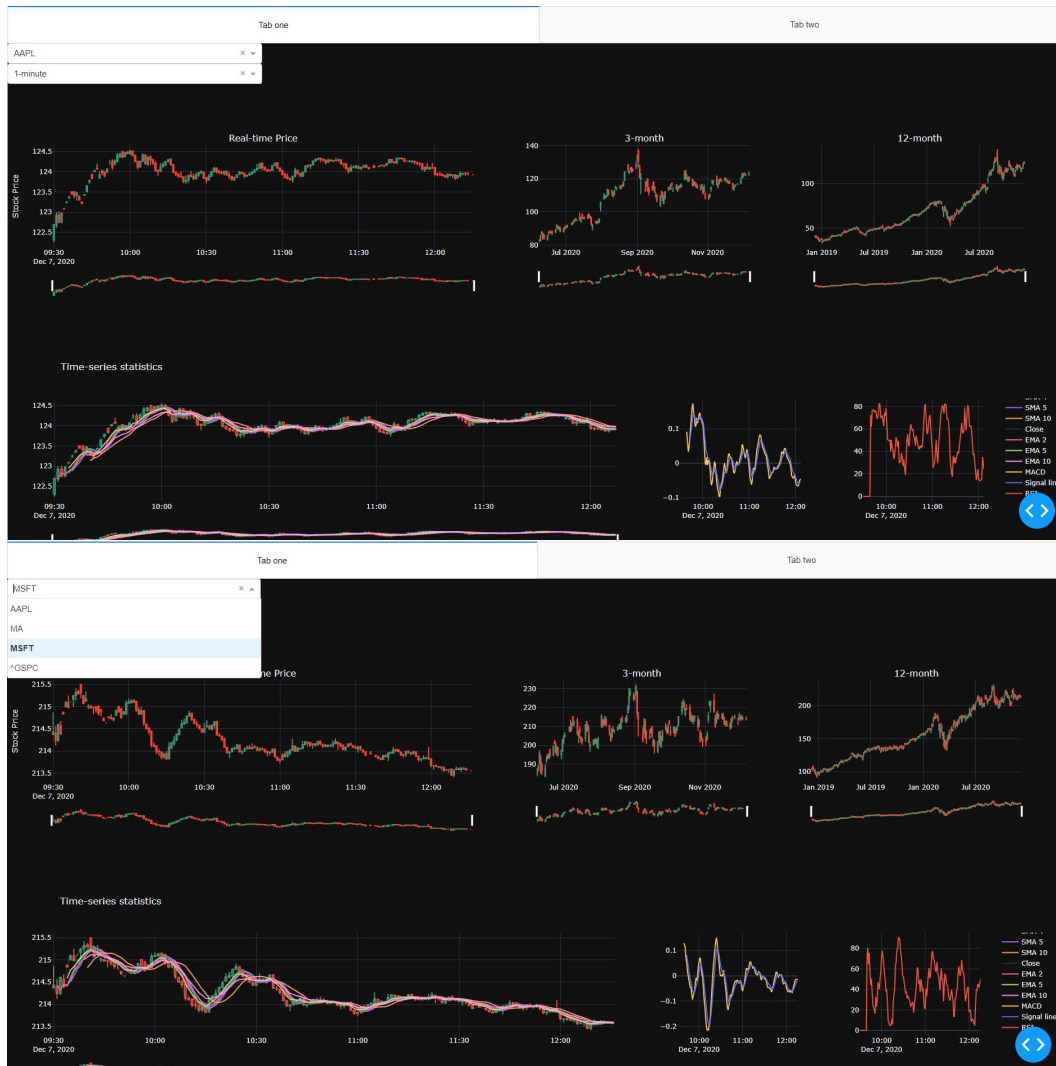 Tab one
Tab two
AAPL × 
1-minute ×
Real-time Price
3-month
12-month
Stock Price
124.5
124
123.5
123
122.5
09:30 10:00 10:30 11:00 11:30 12:00
Dec 7, 2020
140
120
100
80
Jul 2020 Sep 2020 Nov 2020
100
50
Jan 2019 Jul 2019 Jan 2020 Jul 2020
Time-series statistics
124.5
124
123.5
123
122.5
09:30 10:00 10:30 11:00 11:30 12:00
Dec 7, 2020
0.1
0
−0.1
10:00 11:00 12:00
Dec 7, 2020
80
60
40
20
0
10:00 11:00 12:00
Dec 7, 2020
SMA 5
SMA 10
Close
EMA 2
EMA 5
EMA 10
MACD
Signal line
RSI
Tab one
Tab two
MSFT ×
AAPL
MA
MSFT
^GSPC
me Price
3-month
12-month
Stock Price
215.5
215
214.5
214
213.5
09:30 10:00 10:30 11:00 11:30 12:00
Dec 7, 2020
230
220
210
200
190
Jul 2020 Sep 2020 Nov 2020
200
150
100
Jan 2019 Jul 2019 Jan 2020 Jul 2020
Time-series statistics
215.5
215
214.5
214
213.5
09:30 10:00 10:30 11:00 11:30 12:00
Dec 7, 2020
0.1
0
−0.1
−0.2
10:00 11:00 12:00
Dec 7, 2020
80
60
40
20
0
10:00 11:00 12:00
Dec 7, 2020
SMA 5
SMA 10
Close
EMA 2
EMA 5
EMA 10
MACD
Signal line
RSI